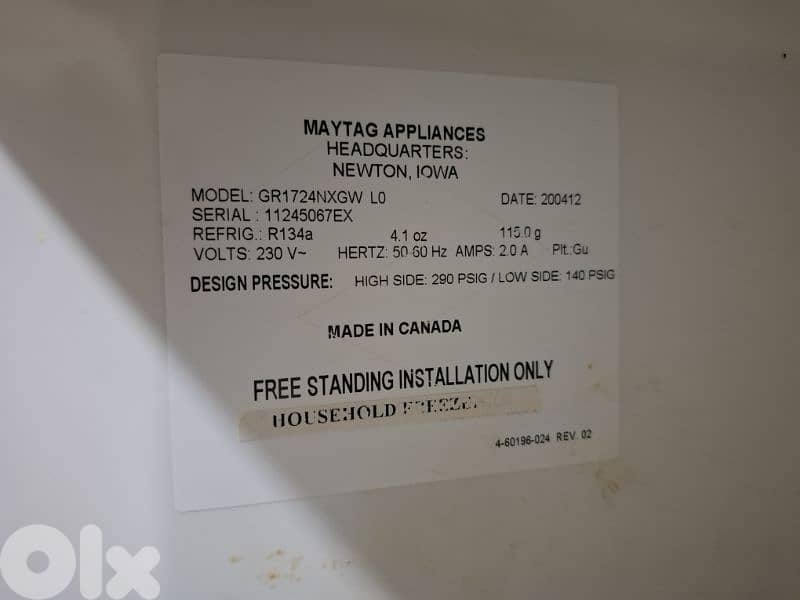 MAYTAG APPLIANCES
HEADQUARTERS:
NEWTON, IOWA
MODEL: GR1724NXGW L0 DATE: 200412
SERIAL : 11245067EX
REFRIG.: R134a 4.1 oz 115.0 g
VOLTS: 230 V~ HERTZ: 50-60 Hz AMPS: 2.0 A Plt.:Gu
DESIGN PRESSURE: HIGH SIDE: 290 PSIG / LOW SIDE: 140 PSIG
MADE IN CANADA
FREE STANDING INSTALLATION ONLY
HOUSEHOLD FREEZER
4-60196-024 REV. 02
OLX